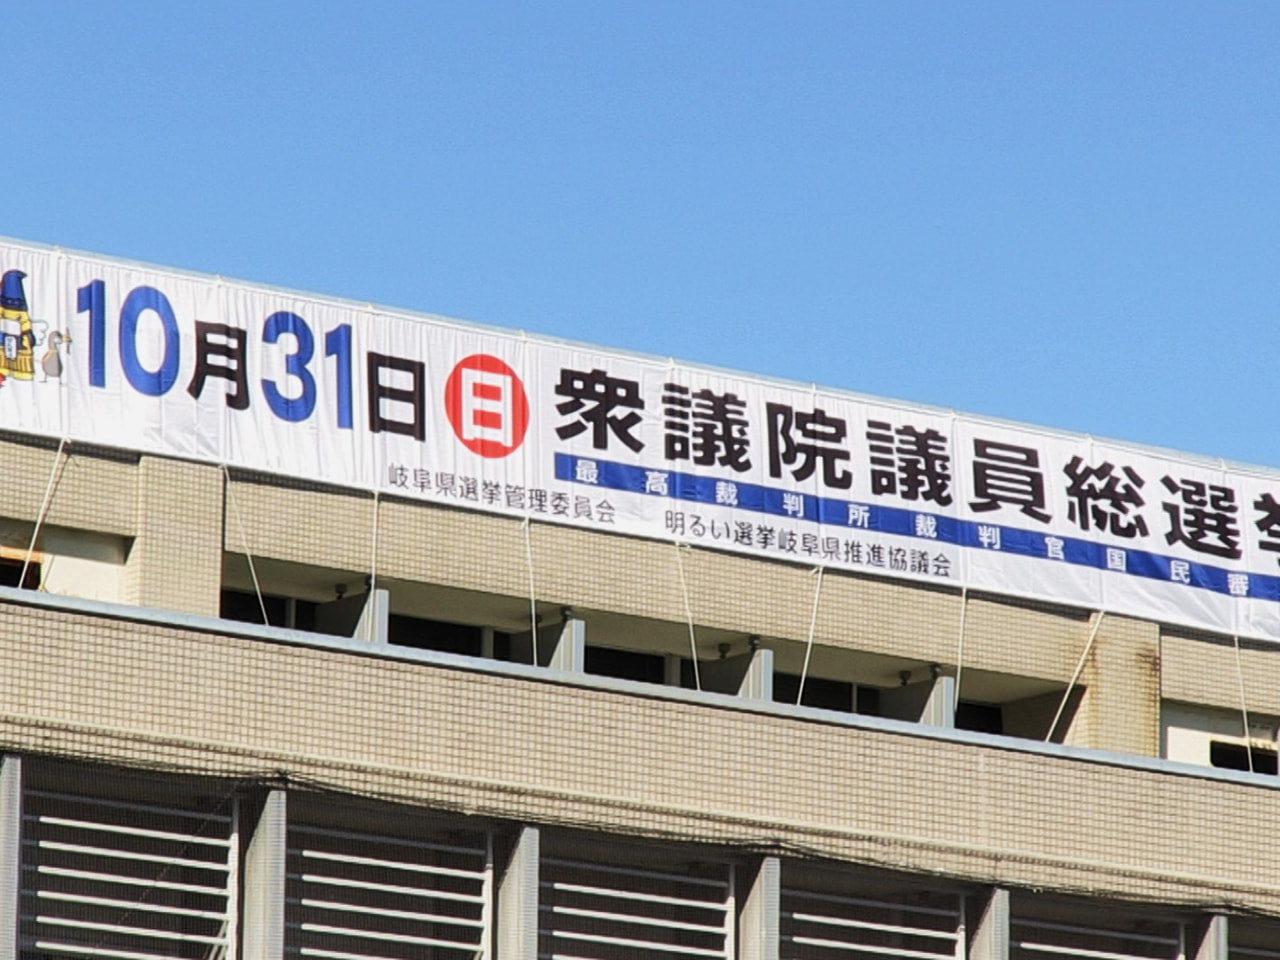 10月31日日 衆議院議員総選挙
最高裁判所裁判官国民審
岐阜県選挙管理委員会 明るい選挙岐阜県推進協議会